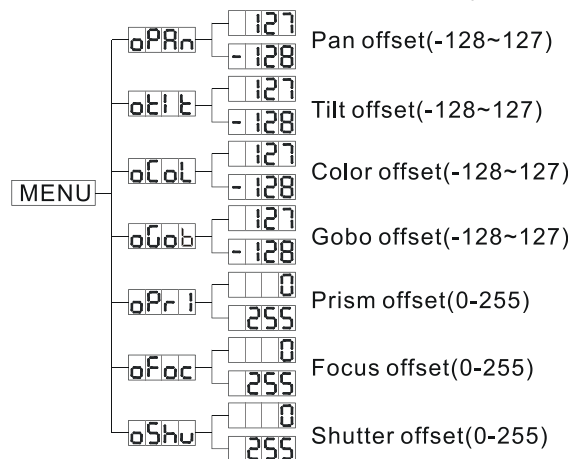 MENU
oPAn 127 Pan offset(-128~127)
-128
otIt 127 Tilt offset(-128~127)
-128
oCoL 127 Color offset(-128~127)
-128
oGob 127 Gobo offset(-128~127)
-128
oPrI 0 Prism offset(0-255)
255
oFoc 0 Focus offset(0-255)
255
oShu 0 Shutter offset(0-255)
255